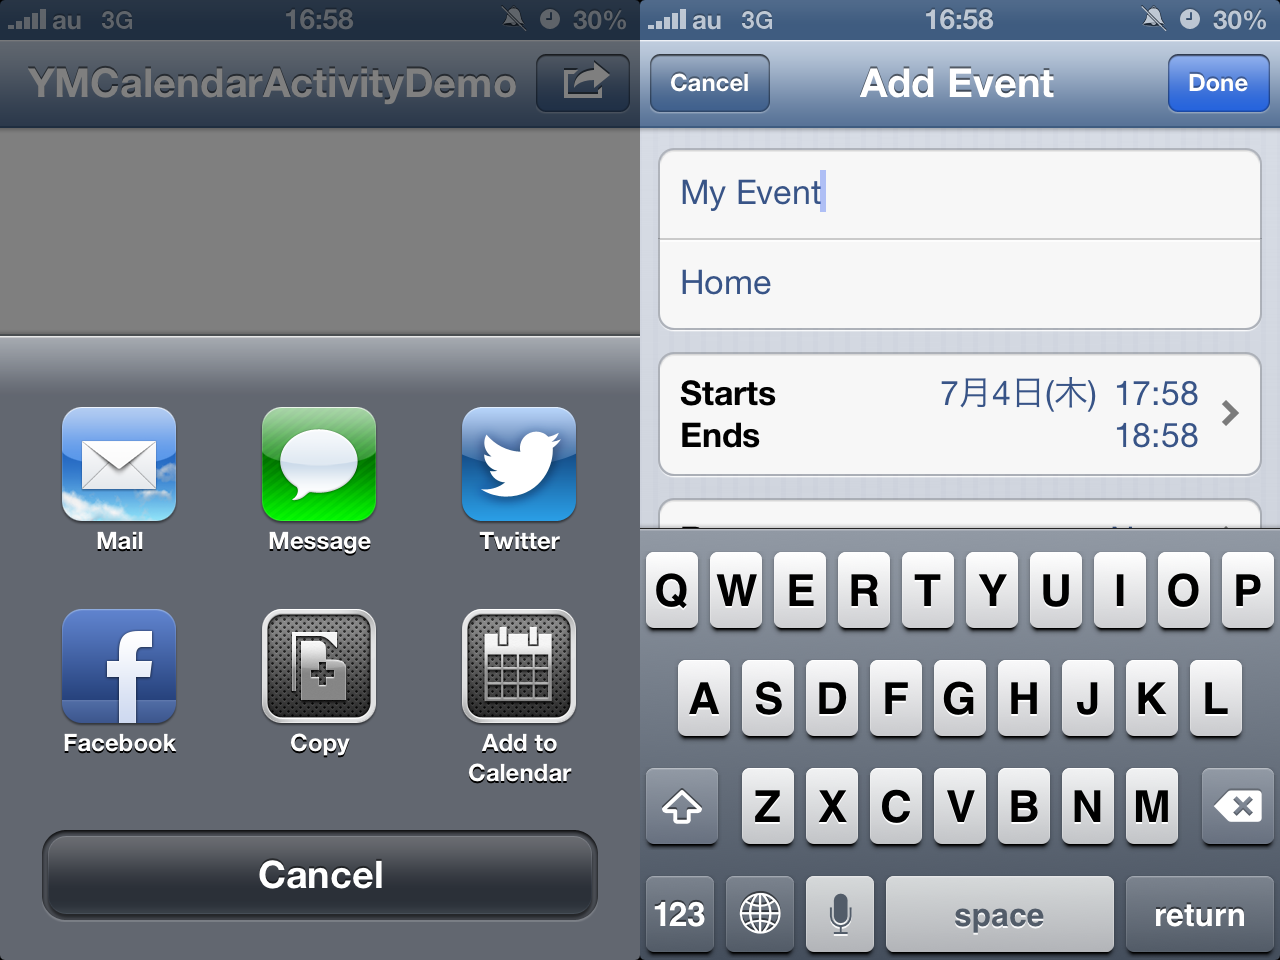 au 3G 16:58 30%
YMCalendarActivityDemo
Mail Message Twitter
Facebook Copy Add to
Calendar
Cancel
au 3G 16:58 30%
Cancel Add Event Done
My Event
Home
Starts 7月4日(木) 17:58
Ends 18:58
Q W E R T Y U I O P
A S D F G H J K L
Z X C V B N M
123 space return